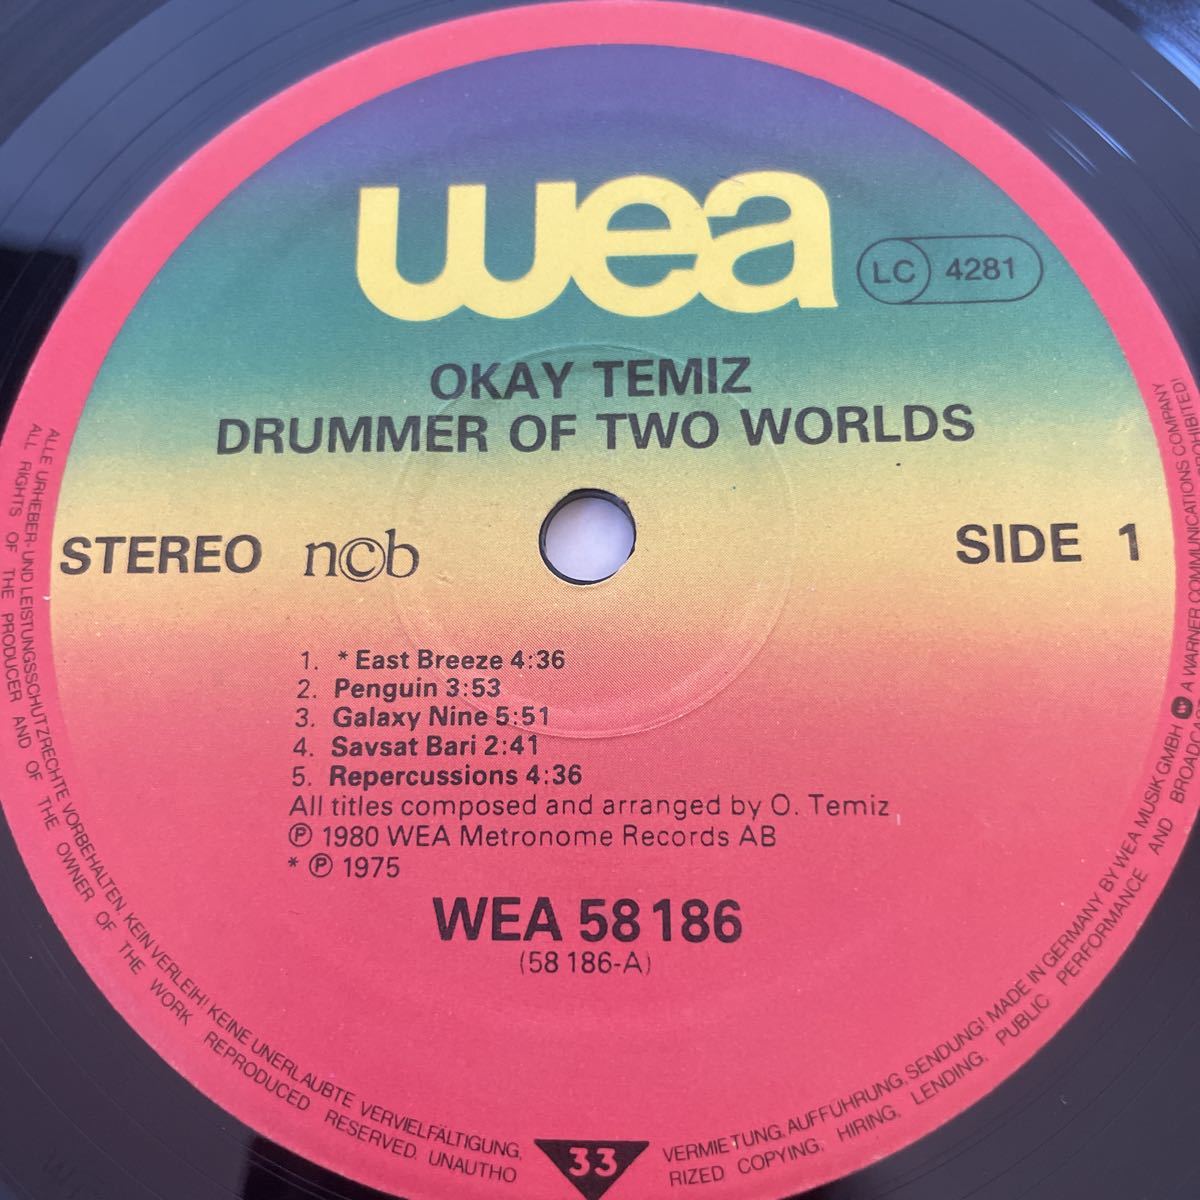 wea
LC 4281
OKAY TEMIZ
DRUMMER OF TWO WORLDS
STEREO n©b
SIDE 1
1. * East Breeze 4:36
2. Penguin 3:53
3. Galaxy Nine 5:51
4. Savsat Bari 2:41
5. Repercussions 4:36
All titles composed and arranged by O. Temiz
℗ 1980 WEA Metronome Records AB
* ℗ 1975
WEA 58 186
(58 186-A)
33
ALLE URHEBER- UND LEISTUNGSSCHUTZRECHTE VORBEHALTEN. KEIN VERLEIH! KEINE UNERLAUBTE VERVIELFÄLTIGUNG, VERMIETUNG, AUFFÜHRUNG, SENDUNG! MADE IN GERMANY BY WEA MUSIK GMBH A WARNER COMMUNICATIONS COMPANY
ALL RIGHTS OF THE PRODUCER AND OF THE OWNER OF THE WORK REPRODUCED RESERVED. UNAUTHORIZED COPYING, HIRING, LENDING, PUBLIC PERFORMANCE AND